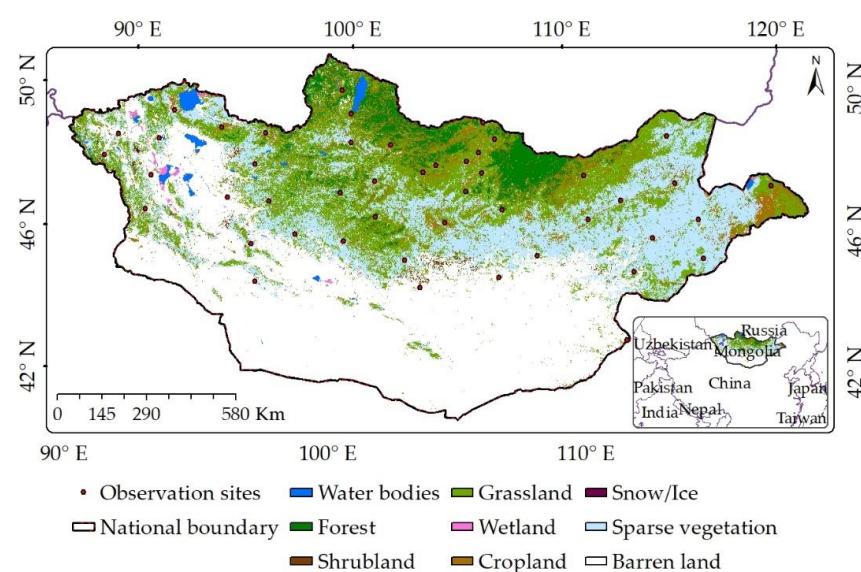 90° E 100° E 110° E 120° E
50° N
46° N
42° N
N
50° N
46° N
42° N
0 145 290 580 Km
Russia
Uzbekistan
Mongolia
China
Pakistan
Japan
India
Nepal
Taiwan
90° E 100° E 110° E
Observation sites Water bodies Grassland Snow/Ice
National boundary Forest Wetland Sparse vegetation
Shrubland Cropland Barren land